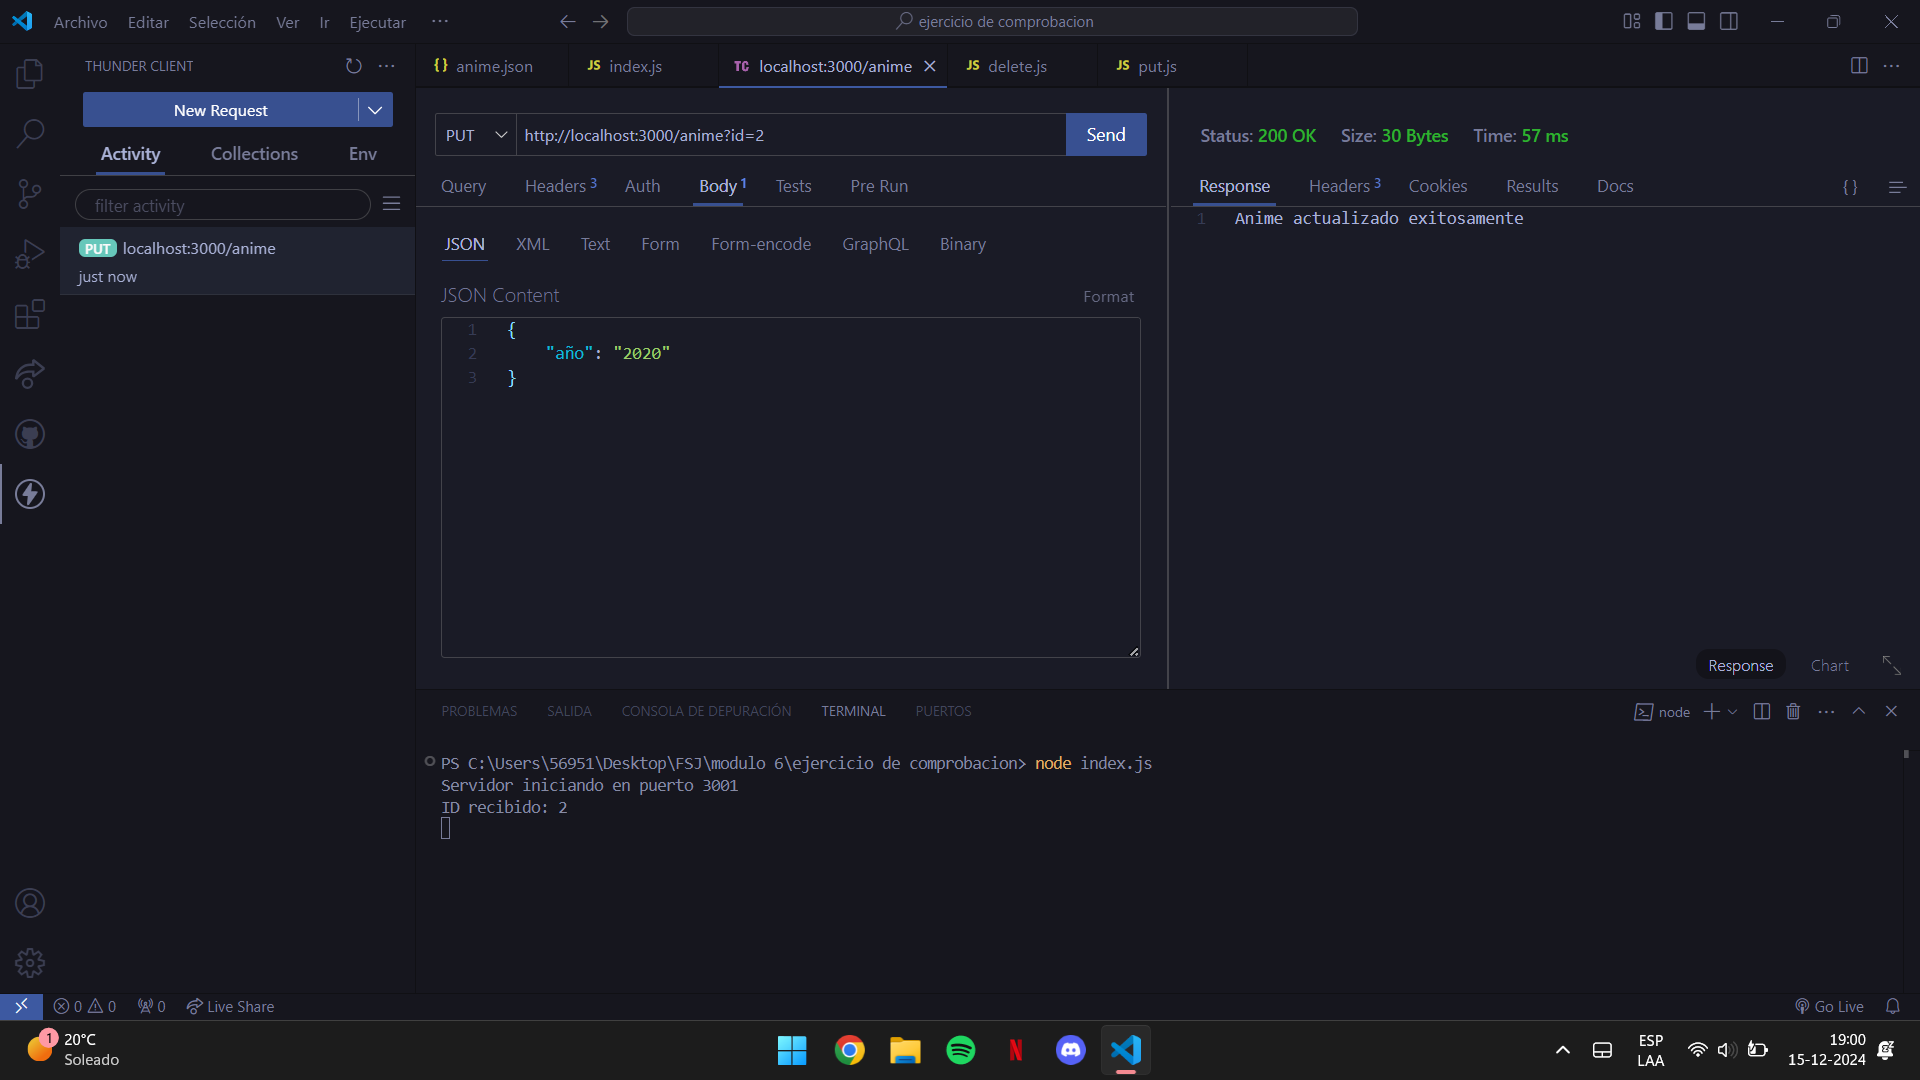 Archivo Editar Selección Ver Ir Ejecutar ···
ejercicio de comprobacion
THUNDER CLIENT
New Request
Activity Collections Env
filter activity
PUT localhost:3000/anime
just now
{} anime.json
JS index.js
TC localhost:3000/anime
JS delete.js
JS put.js
PUT http://localhost:3000/anime?id=2 Send
Query Headers 3 Auth Body 1 Tests Pre Run
JSON XML Text Form Form-encode GraphQL Binary
JSON Content Format
1 {
2 "año": "2020"
3 }
Status: 200 OK Size: 30 Bytes Time: 57 ms
Response Headers 3 Cookies Results Docs {}
1 Anime actualizado exitosamente
Response Chart
PROBLEMAS SALIDA CONSOLA DE DEPURACIÓN TERMINAL PUERTOS
node
PS C:\Users\56951\Desktop\FSJ\modulo 6\ejercicio de comprobacion> node index.js
Servidor iniciando en puerto 3001
ID recibido: 2
0 0 0 Live Share
Go Live
1
20°C
Soleado
N
ESP
LAA
19:00
15-12-2024